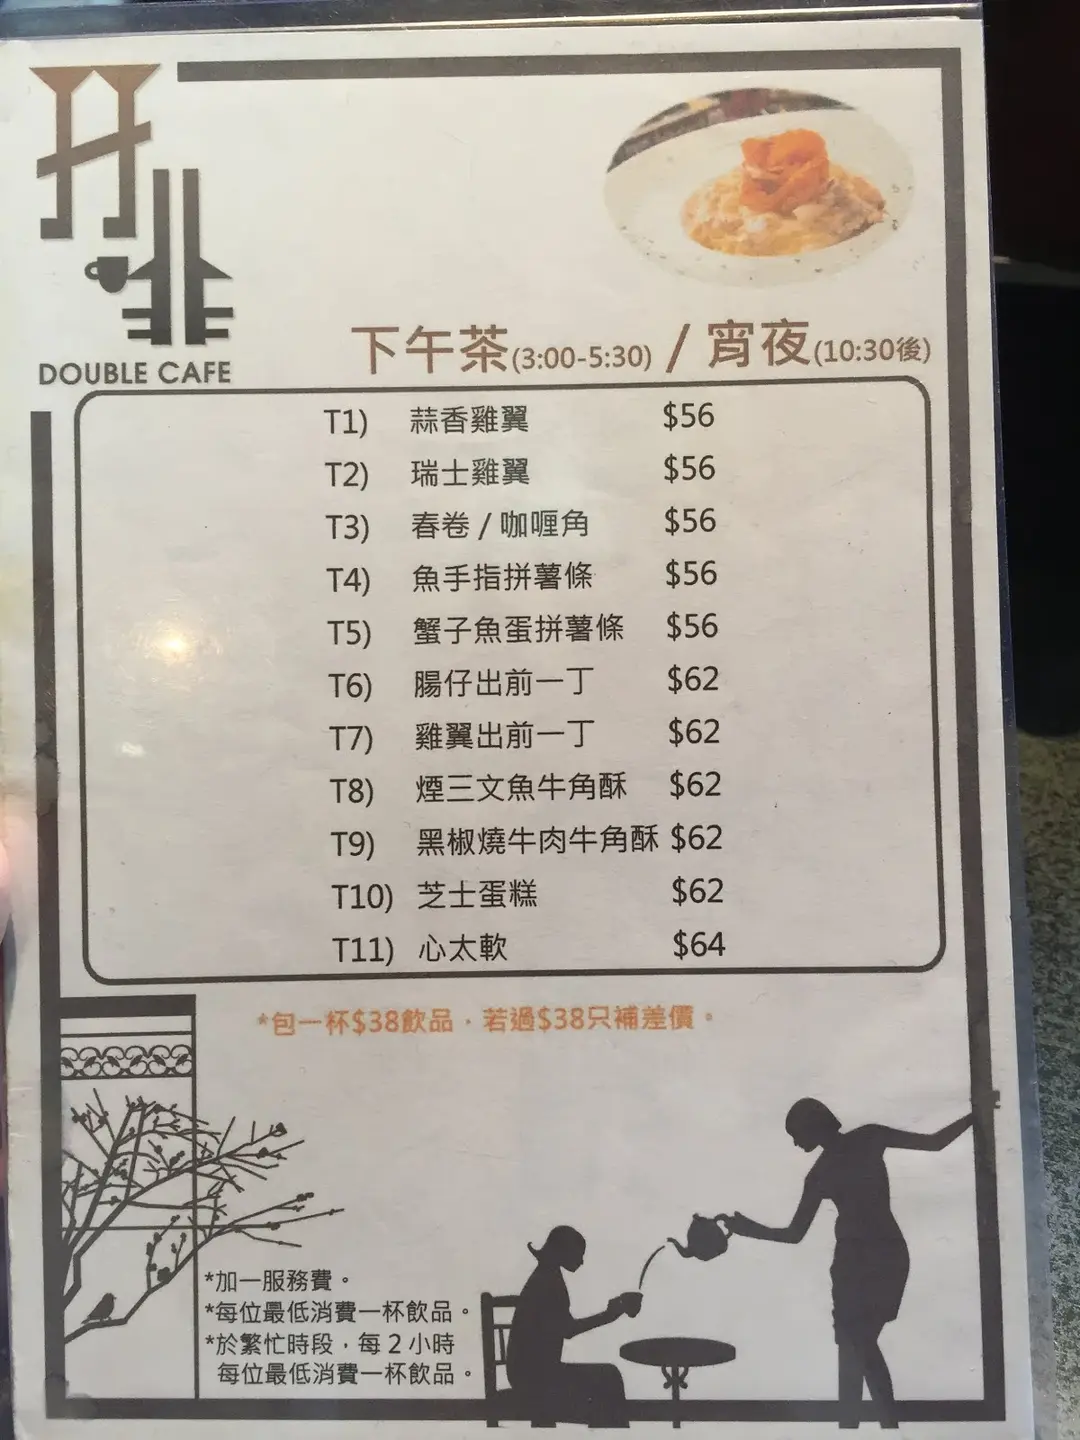 DOUBLE CAFE
下午茶(3:00-5:30) / 宵夜(10:30後)
T1) 蒜香雞翼 $56
T2) 瑞士雞翼 $56
T3) 春卷 / 咖喱角 $56
T4) 魚手指拼薯條 $56
T5) 蟹子魚蛋拼薯條 $56
T6) 腸仔出前一丁 $62
T7) 雞翼出前一丁 $62
T8) 煙三文魚牛角酥 $62
T9) 黑椒燒牛肉牛角酥 $62
T10) 芝士蛋糕 $62
T11) 心太軟 $64
*包一杯$38飲品，若過$38只補差價。
*加一服務費。
*每位最低消費一杯飲品。
*於繁忙時段，每2小時
每位最低消費一杯飲品。